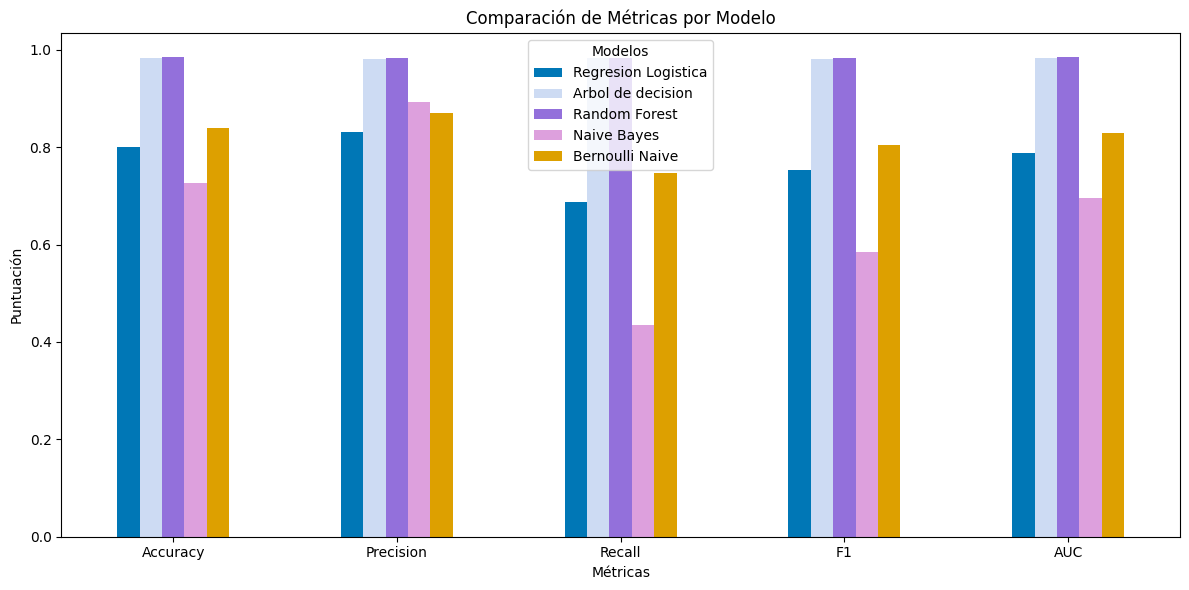 Comparación de Métricas por Modelo
Modelos
Regresion Logistica
Arbol de decision
Random Forest
Naive Bayes
Bernoulli Naive
Puntuación
1.0
0.8
0.6
0.4
0.2
0.0
Accuracy
Precision
Recall
F1
AUC
Métricas